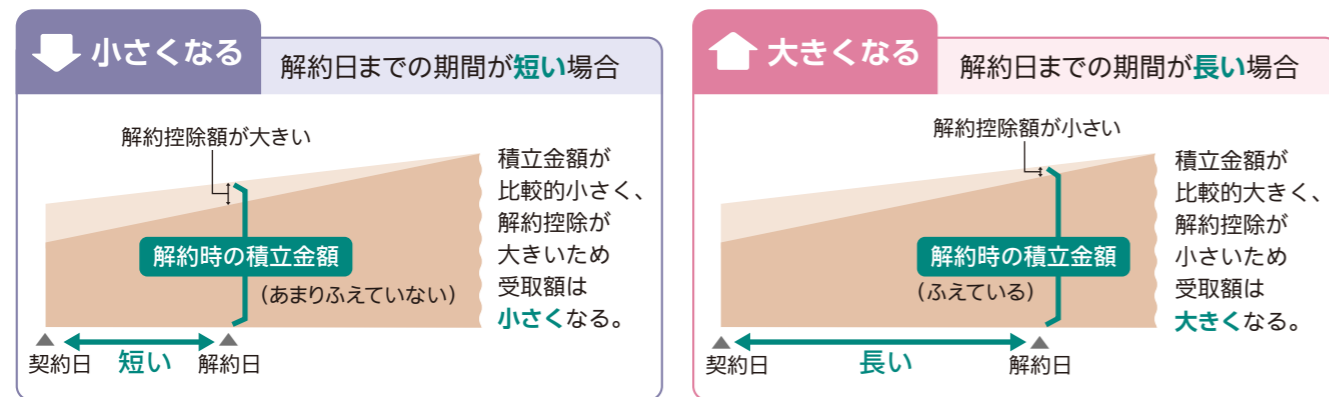 小さくなる
解約日までの期間が短い場合
解約控除額が大きい
解約時の積立金額
(あまりふえていない)
契約日
短い
解約日
積立金額が
比較的小さく、
解約控除が
大きいため
受取額は
小さくなる。
大きくなる
解約日までの期間が長い場合
解約控除額が小さい
解約時の積立金額
(ふえている)
契約日
長い
解約日
積立金額が
比較的大きく、
解約控除が
小さいため
受取額は
大きくなる。